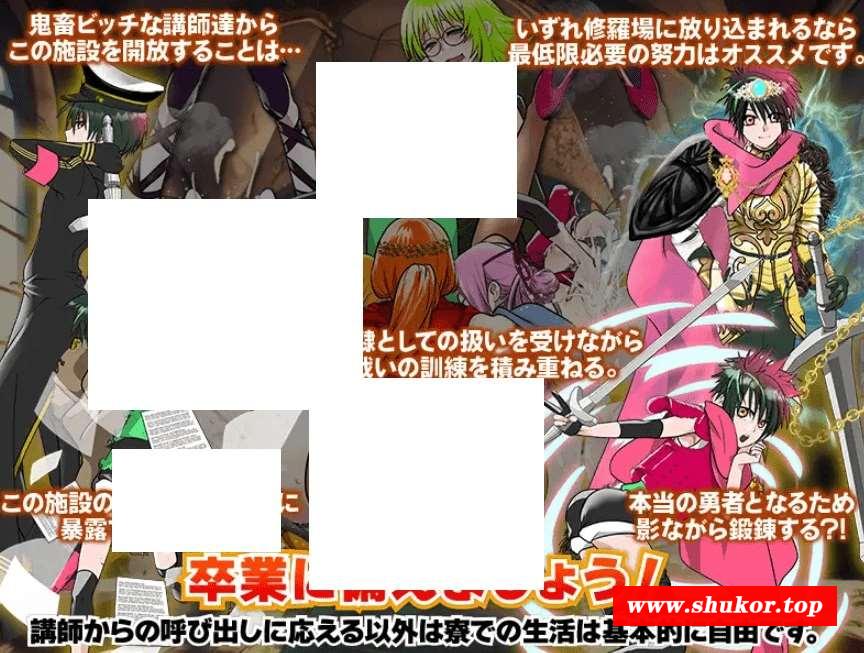 鬼畜ビッチな講師達から
この施設を開放することは…
いずれ修羅場に放り込まれるなら
最低限必要の努力はオススメです。
としての扱いを受けながら
いの訓練を積み重ねる。
この施設の
に
暴露
本当の勇者となるため
影ながら鍛錬する?!
卒業に備えましょう!
www.shukor.top
講師からの呼び出しに応える以外は寮での生活は基本的に自由です。